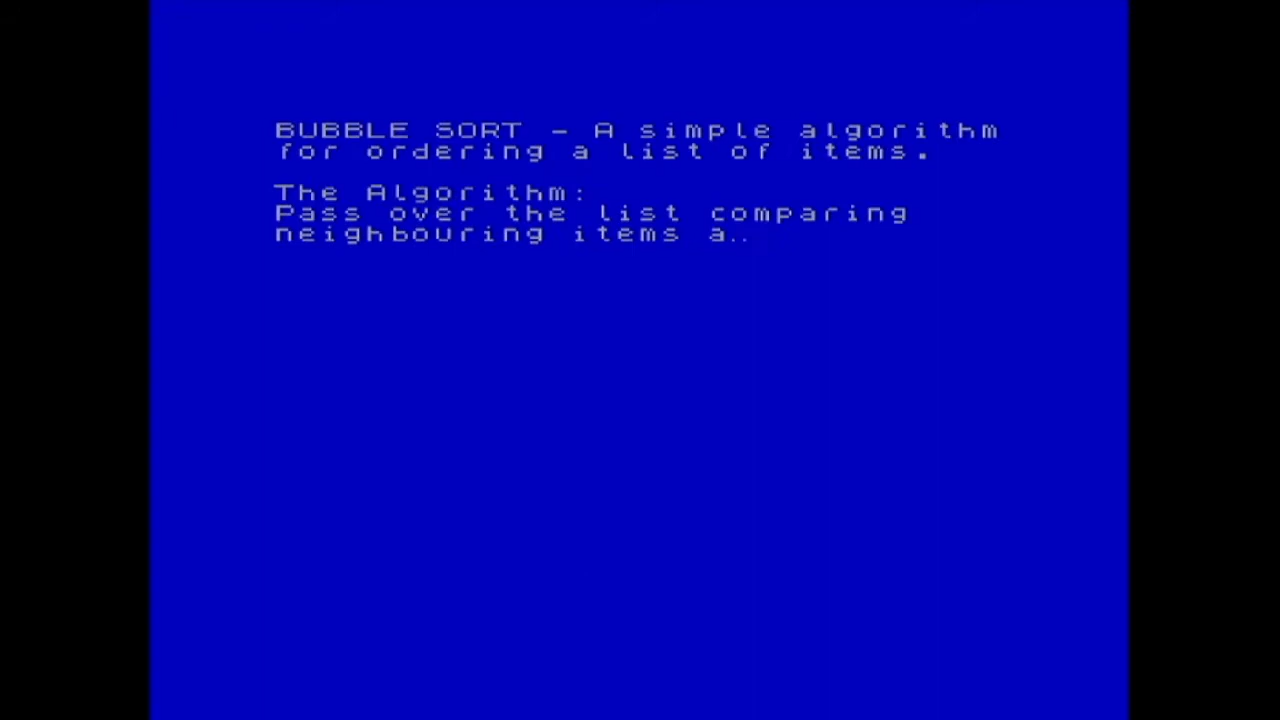 BUBBLE SORT - A simple algorithm
for ordering a list of items.
The Algorithm:
Pass over the list comparing
neighbouring items a..